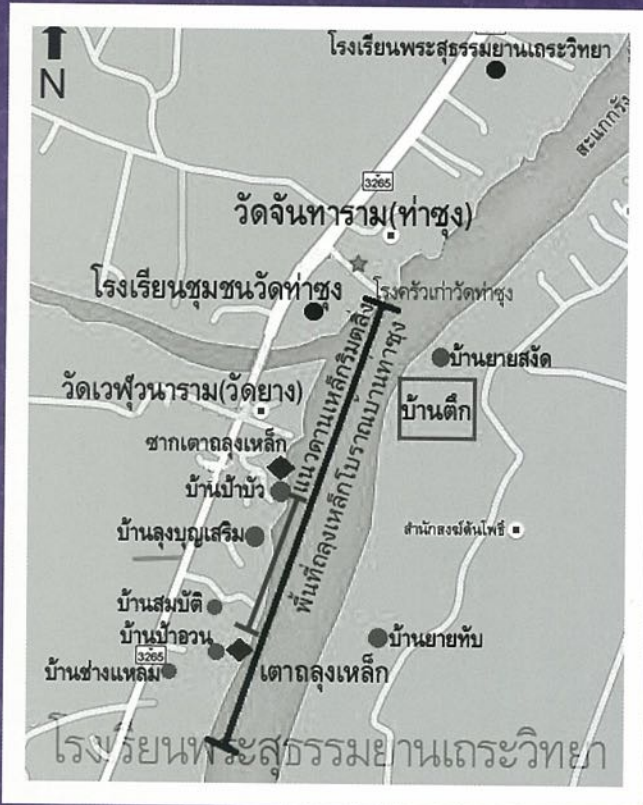 N
โรงเรียนพระสุธรรมยานเถระวิทยา
สะแกกรัง
3265
วัดจันทาราม(ท่าซุง)
โรงเรียนชุมชนวัดท่าซุง
โรงครัวเก่าวัดท่าซุง
บ้านยายสงัด
วัดเวฬุวนาราม(วัดยาง)
บ้านตึก
ซากเตาถลุงเหล็ก
แนวดานเหล็กริมตลิ่ง
พื้นที่ถลุงเหล็กโบราณบ้านท่าซุง
บ้านป้าบัว
บ้านลุงบุญเสริม
สำนักสงฆ์ต้นโพธิ์
บ้านสมบัติ
บ้านป้าอวน
บ้านยายทับ
3265
บ้านช่างแหลม
เตาถลุงเหล็ก
โรงเรียนพระสุธรรมยานเถระวิทยา